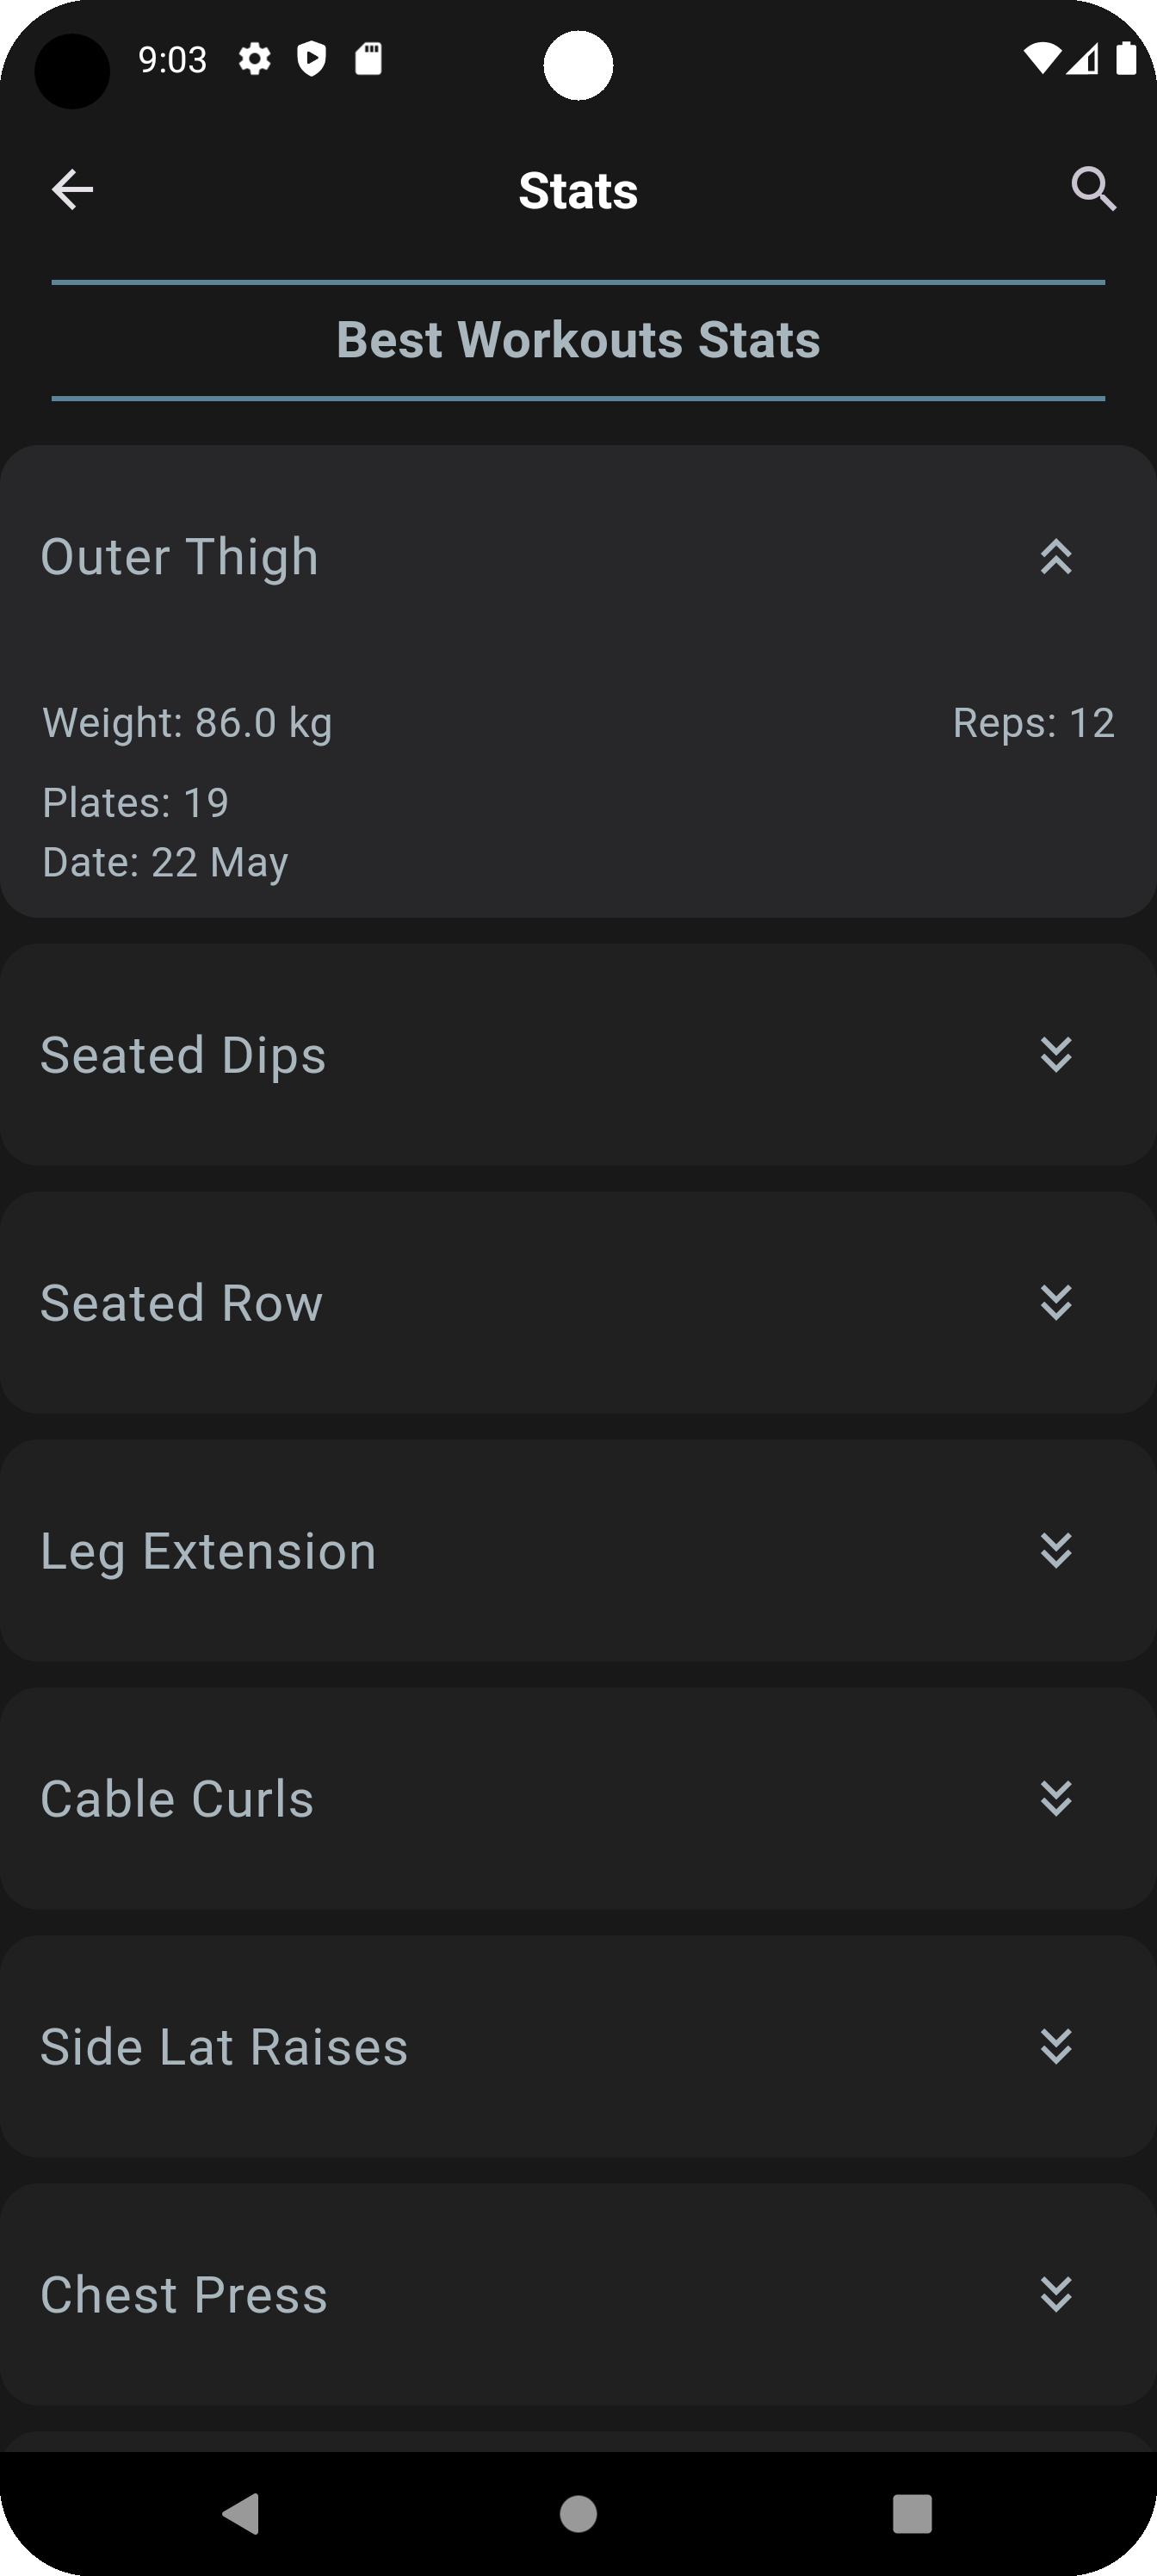 9:03
Stats
Best Workouts Stats
Outer Thigh
Weight: 86.0 kg Reps: 12
Plates: 19
Date: 22 May
Seated Dips
Seated Row
Leg Extension
Cable Curls
Side Lat Raises
Chest Press